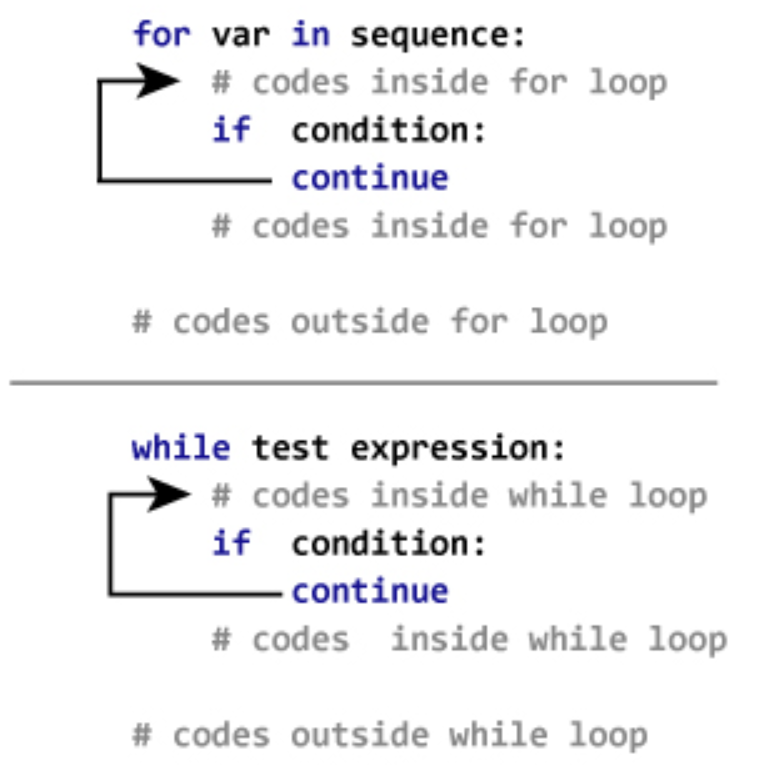 for var in sequence:
# codes inside for loop
if condition:
continue
# codes inside for loop
# codes outside for loop
while test expression:
# codes inside while loop
if condition:
continue
# codes inside while loop
# codes outside while loop